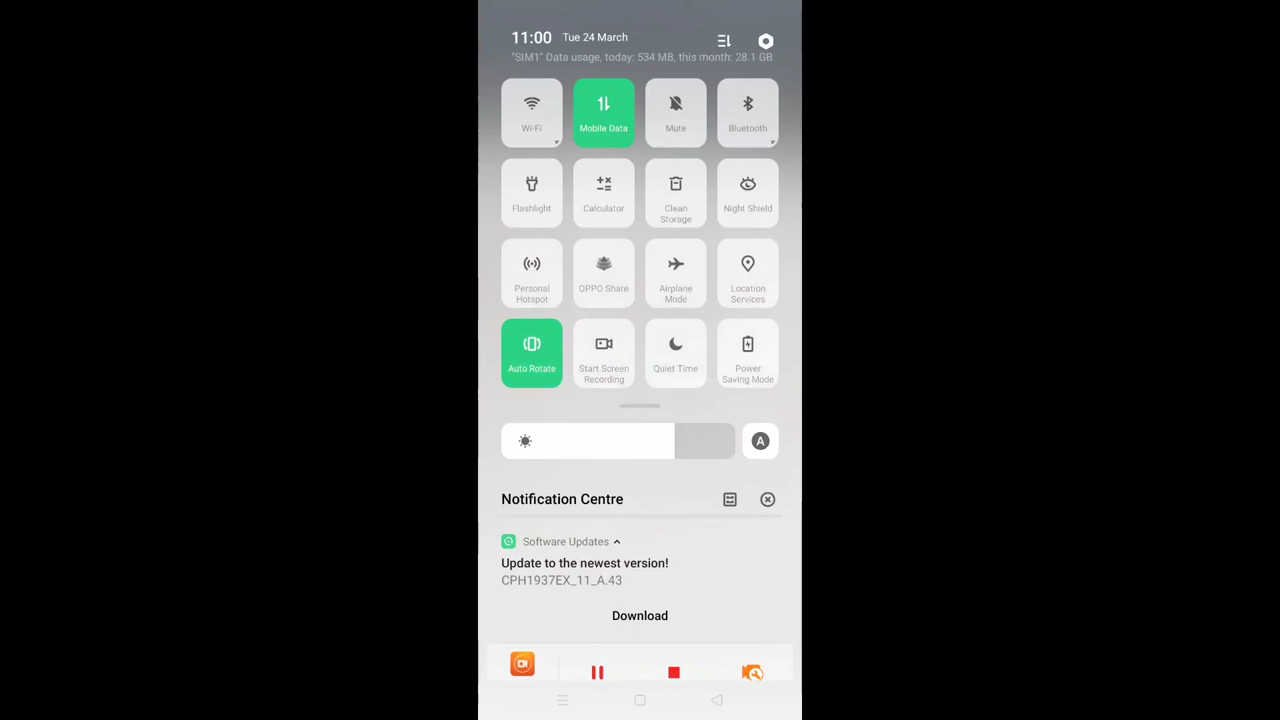 11:00 Tue 24 March
"SIM1" Data usage, today: 534 MB, this month: 28.1 GB
Wi-Fi Mobile Data Mute Bluetooth
Flashlight Calculator Clean Storage Night Shield
Personal Hotspot OPPO Share Airplane Mode Location Services
Auto Rotate Start Screen Recording Quiet Time Power Saving Mode
A
Notification Centre
Software Updates
Update to the newest version!
CPH1937EX_11_A.43
Download